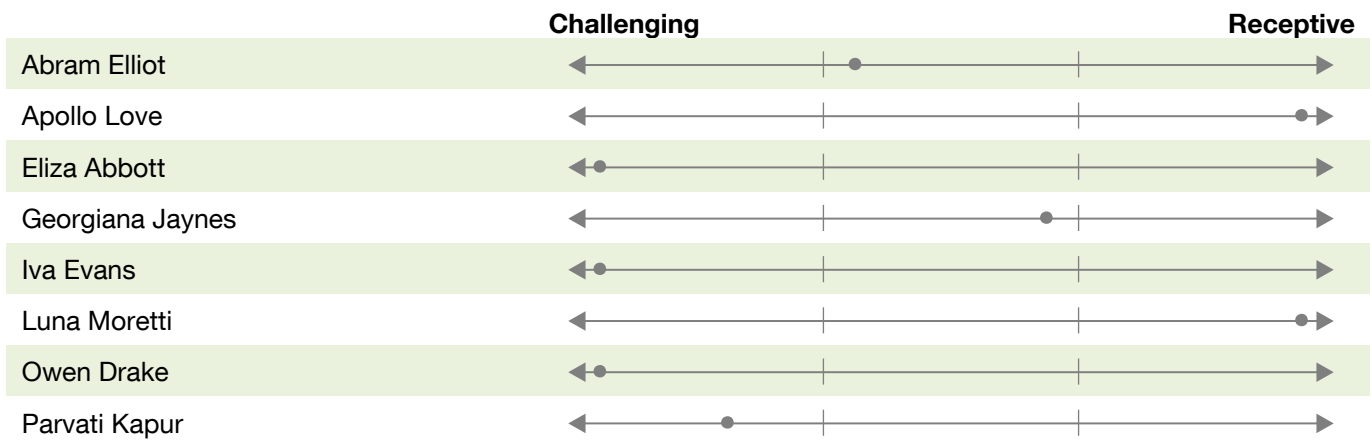 Challenging Receptive
Abram Elliot
Apollo Love
Eliza Abbott
Georgiana Jaynes
Iva Evans
Luna Moretti
Owen Drake
Parvati Kapur